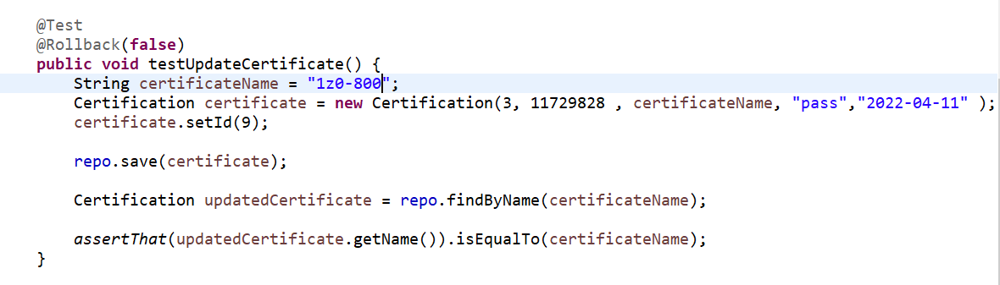 @Test
@Rollback(false)
public void testUpdateCertificate() {
String certificateName = "1z0-800";
Certification certificate = new Certification(3, 11729828 , certificateName, "pass","2022-04-11" );
certificate.setId(9);
repo.save(certificate);
Certification updatedCertificate = repo.findByName(certificateName);
assertThat(updatedCertificate.getName()).isEqualTo(certificateName);
}